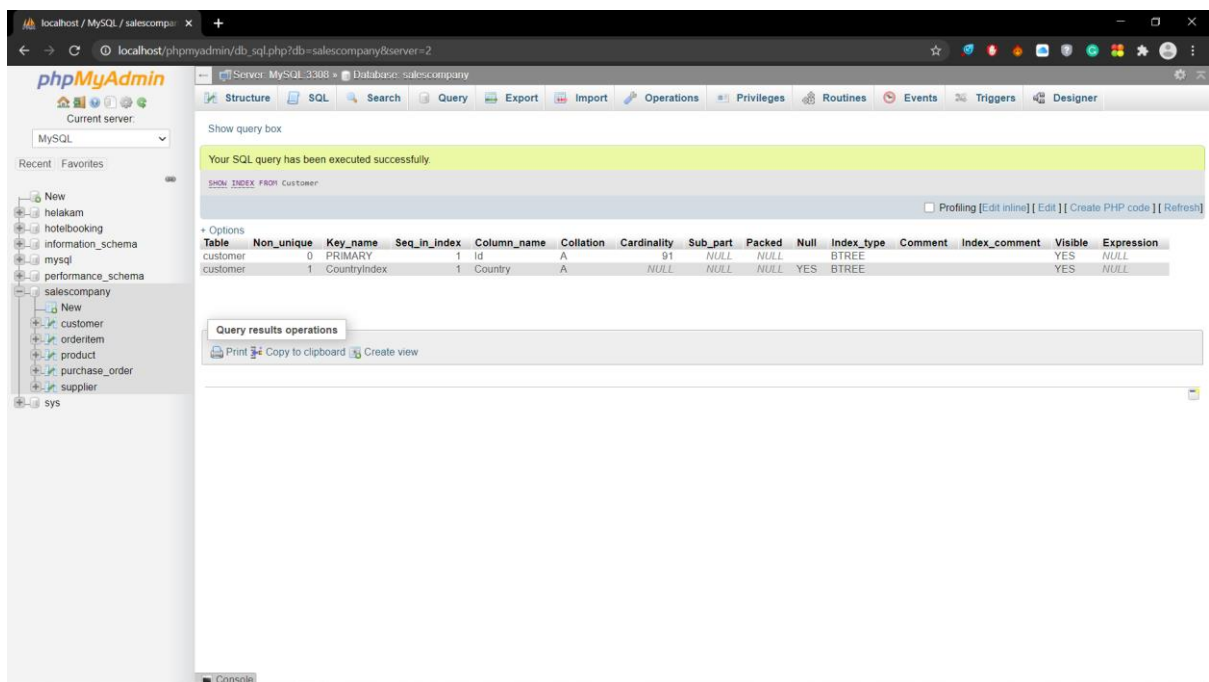 localhost / MySQL / salescompar
localhost/phpmyadmin/db_sql.php?db=salescompany&server=2
phpMyAdmin
Current server:
MySQL
Recent Favorites
New
helakam
hotelbooking
information_schema
mysql
performance_schema
salescompany
New
customer
orderitem
product
purchase_order
supplier
sys
Server: MySQL:3308 » Database: salescompany
Structure SQL Search Query Export Import Operations Privileges Routines Events Triggers Designer
Show query box
Your SQL query has been executed successfully.
SHOW INDEX FROM Customer
Profiling [Edit inline] [ Edit ] [ Create PHP code ] [ Refresh]
+ Options
Table Non_unique Key_name Seq_in_index Column_name Collation Cardinality Sub_part Packed Null Index_type Comment Index_comment Visible Expression
customer 0 PRIMARY 1 Id A 91 NULL NULL BTREE YES NULL
customer 1 CountryIndex 1 Country A NULL NULL NULL YES BTREE YES NULL
Query results operations
Print Copy to clipboard Create view
Console